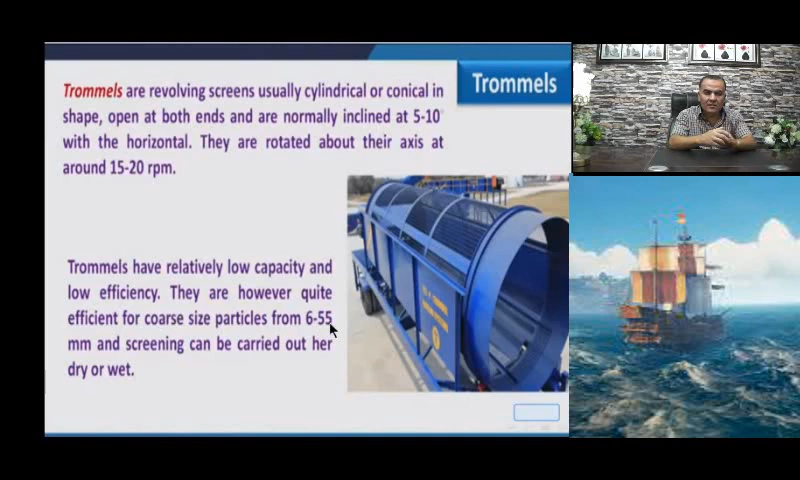 Trommels
Trommels are revolving screens usually cylindrical or conical in
shape, open at both ends and are normally inclined at 5-10°
with the horizontal. They are rotated about their axis at
around 15-20 rpm.
Trommels have relatively low capacity and
low efficiency. They are however quite
efficient for coarse size particles from 6-55
mm and screening can be carried out her
dry or wet.